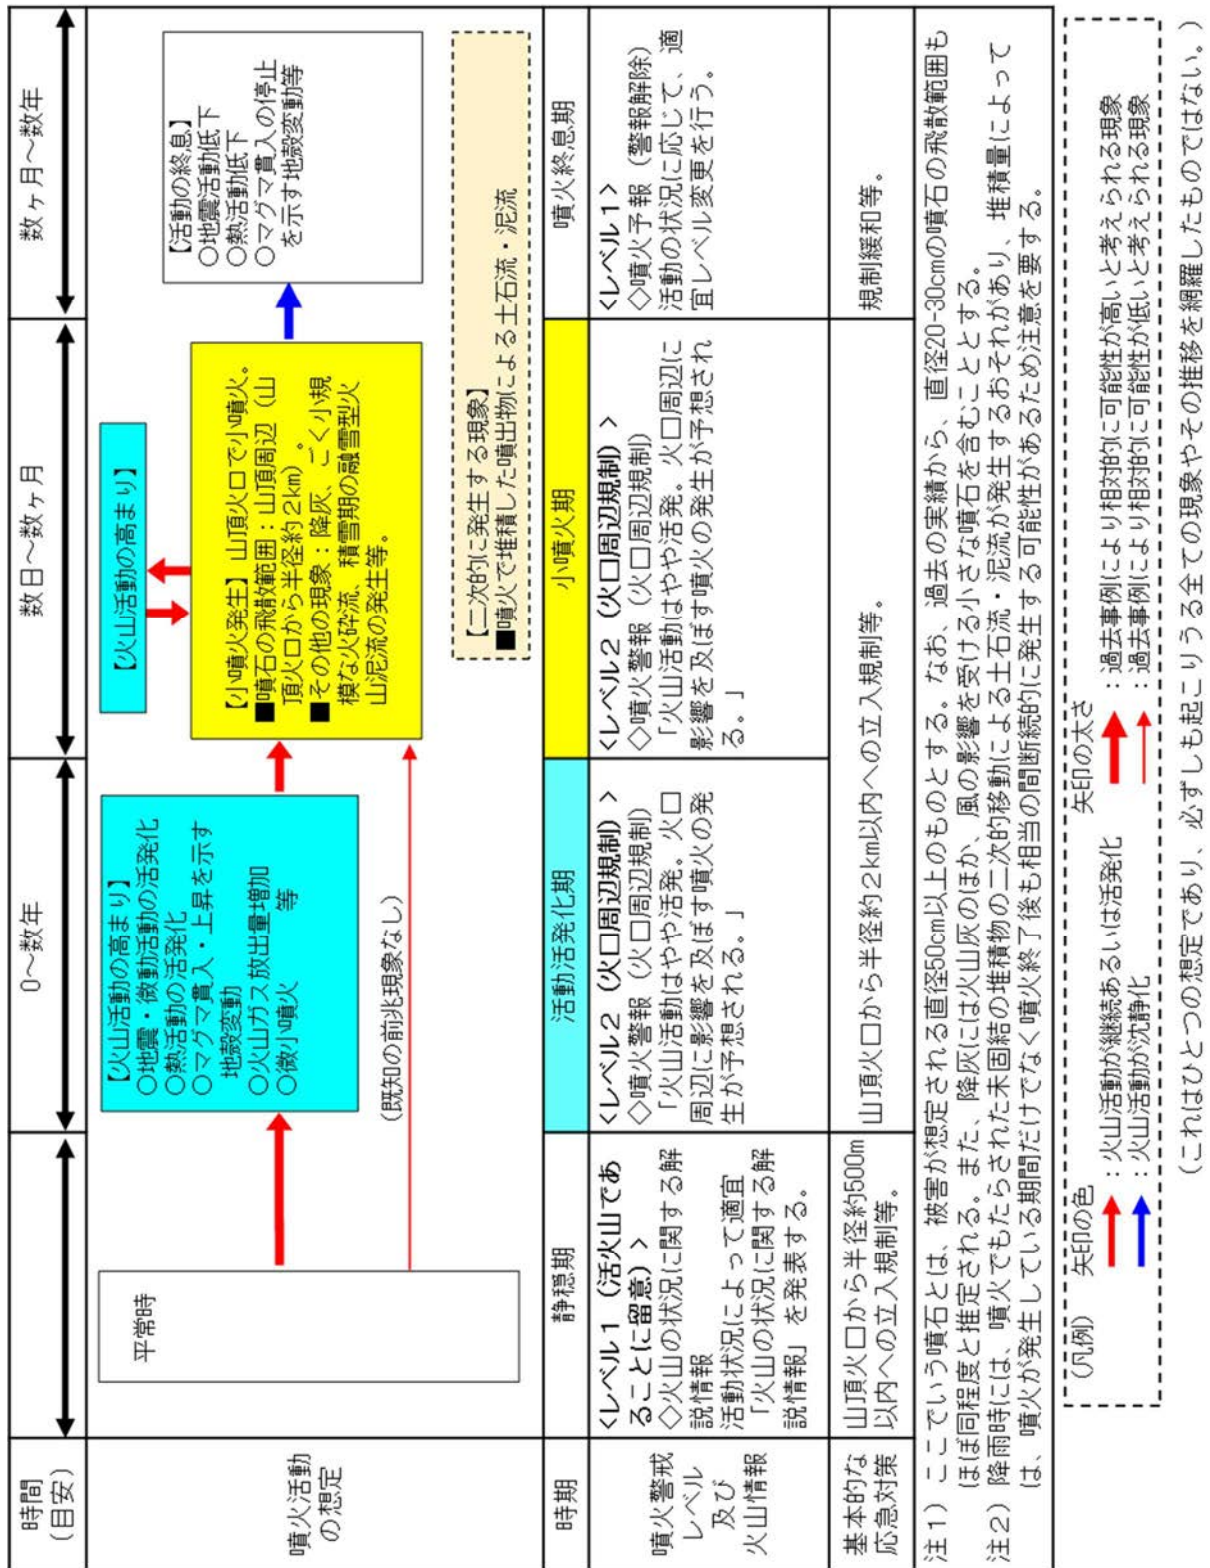 時間
(目安)
0～数年
数日～数ヶ月
数ヶ月～数年
噴火活動
の想定
平常時
【火山活動の高まり】
○地震・微動活動の活発化
○熱活動の活発化
○マグマ貫入・上昇を示す
地殻変動
○火山ガス放出量増加
○微小噴火　　等
(既知の前兆現象なし)
【火山活動の高まり】
【小噴火発生】山頂火口で小噴火。
■噴石の飛散範囲：山頂周辺（山
頂火口から半径約２km）。
■その他の現象：降灰、ごく小規
模な火砕流、積雪期の融雪型火
山泥流の発生等。
【活動の終息】
○地震活動低下
○熱活動低下
○マグマ貫入の停止
を示す地殻変動等
【二次的に発生する現象】
■噴火で堆積した噴出物による土石流・泥流
時期
静穏期
活動活発化期
小噴火期
噴火終息期
噴火警戒
レベル
及び
火山情報
<レベル1（活火山であ
ることに留意）>
◇火山の状況に関する解
説情報
活動状況によって適宜
「火山の状況に関する解
説情報」を発表する。
<レベル2（火口周辺規制）>
◇噴火警報（火口周辺規制）
「火山活動はやや活発。火口
周辺に影響を及ぼす噴火の発
生が予想される。」
<レベル2（火口周辺規制）>
◇噴火警報（火口周辺規制）
「火山活動はやや活発。火口周辺に
影響を及ぼす噴火の発生が予想され
る。」
<レベル1>
◇噴火予報（警報解除）
活動の状況に応じて、適
宜レベル変更を行う。
基本的な
応急対策
山頂火口から半径約500m
以内への立入規制等。
山頂火口から半径約２km以内への立入規制等。
規制緩和等。
注１）ここでいう噴石とは、被害が想定される直径50cm以上のものとする。なお、過去の実績から、直径20-30cmの噴石の飛散範囲も
ほぼ同程度と推定される。また、降灰には火山灰のほか、風の影響を受ける小さな噴石を含むこととする。
注２）降雨時には、噴火でもたらされた未固結の堆積物の二次的移動による土石流・泥流が発生するおそれがあり、堆積量によって
は、噴火が発生している期間だけでなく噴火終了後も相当の間断続的に発生する可能性があるため注意を要する。
(凡例)
矢印の色
：火山活動が継続あるいは活発化
：火山活動が沈静化
矢印の太さ
：過去事例により相対的に可能性が高いと考えられる現象
：過去事例により相対的に可能性が低いと考えられる現象
（これはひとつの想定であり、必ずしも起こりうる全ての現象やその推移を網羅したものではない。）